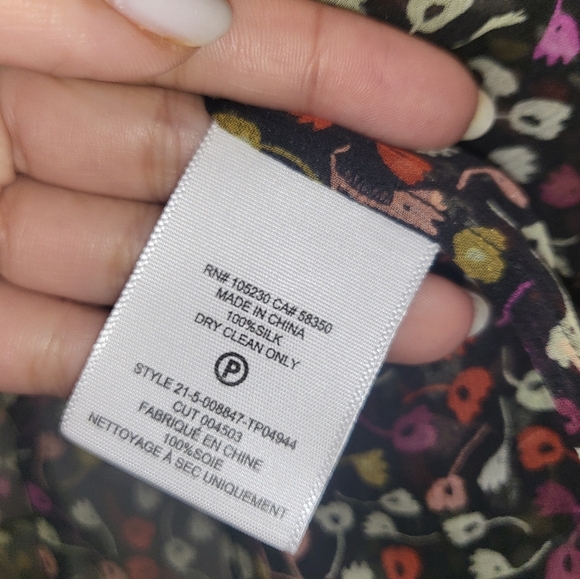 RN# 105230 CA# 58350
MADE IN CHINA
100%SILK
DRY CLEAN ONLY
P
STYLE 21-5-008847-TP04944
CUT 004503
FABRIQUÉ EN CHINE
100%SOIE
NETTOYAGE À SEC UNIQUEMENT